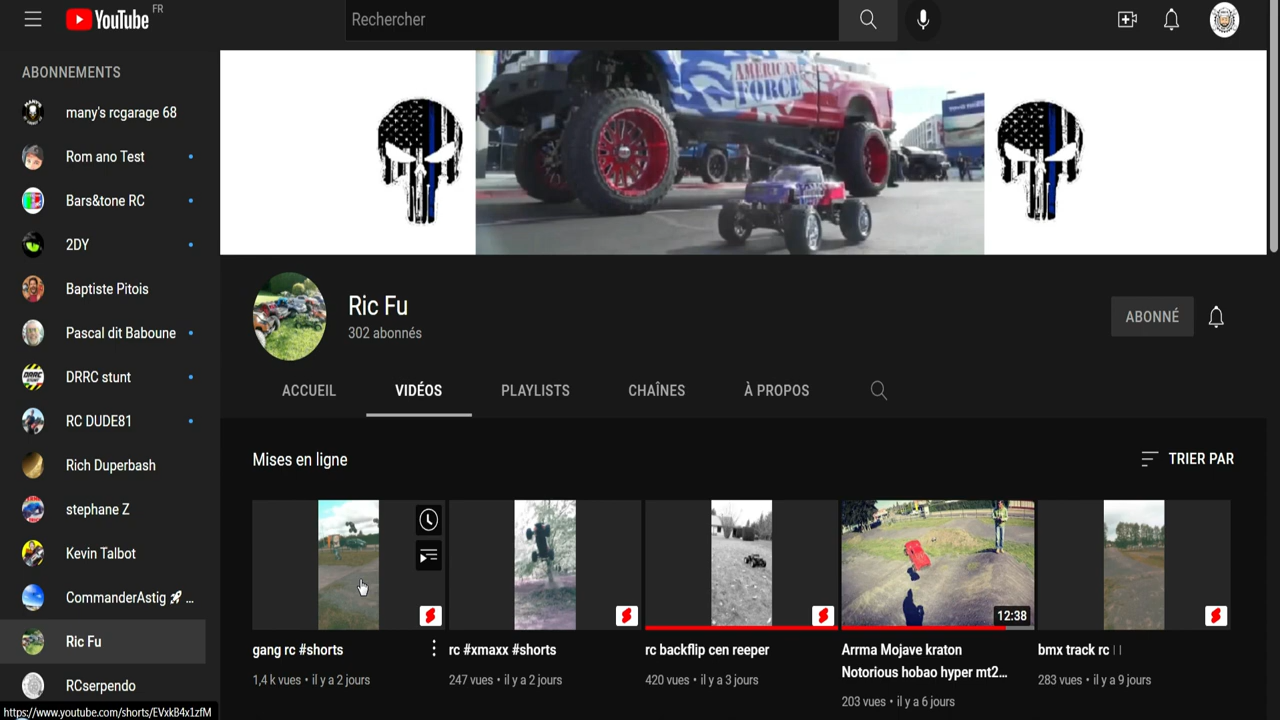 YouTube FR
Rechercher
ABONNEMENTS
many's rcgarage 68
Rom ano Test
Bars&tone RC
2DY
Baptiste Pitois
Pascal dit Baboune
DRRC stunt
RC DUDE81
Rich Duperbash
stephane Z
Kevin Talbot
CommanderAstig 🚀 ...
Ric Fu
RCserpendo
https://www.youtube.com/shorts/EVxkB4x1zfM
AMERICAN
FORCE
Ric Fu
302 abonnés
ABONNÉ
ACCUEIL VIDÉOS PLAYLISTS CHAÎNES À PROPOS
Mises en ligne
TRIER PAR
12:38
gang rc #shorts
1,4 k vues • il y a 2 jours
rc #xmaxx #shorts
247 vues • il y a 2 jours
rc backflip cen reeper
420 vues • il y a 3 jours
Arrma Mojave kraton
Notorious hobao hyper mt2...
203 vues • il y a 6 jours
bmx track rc
283 vues • il y a 9 jours